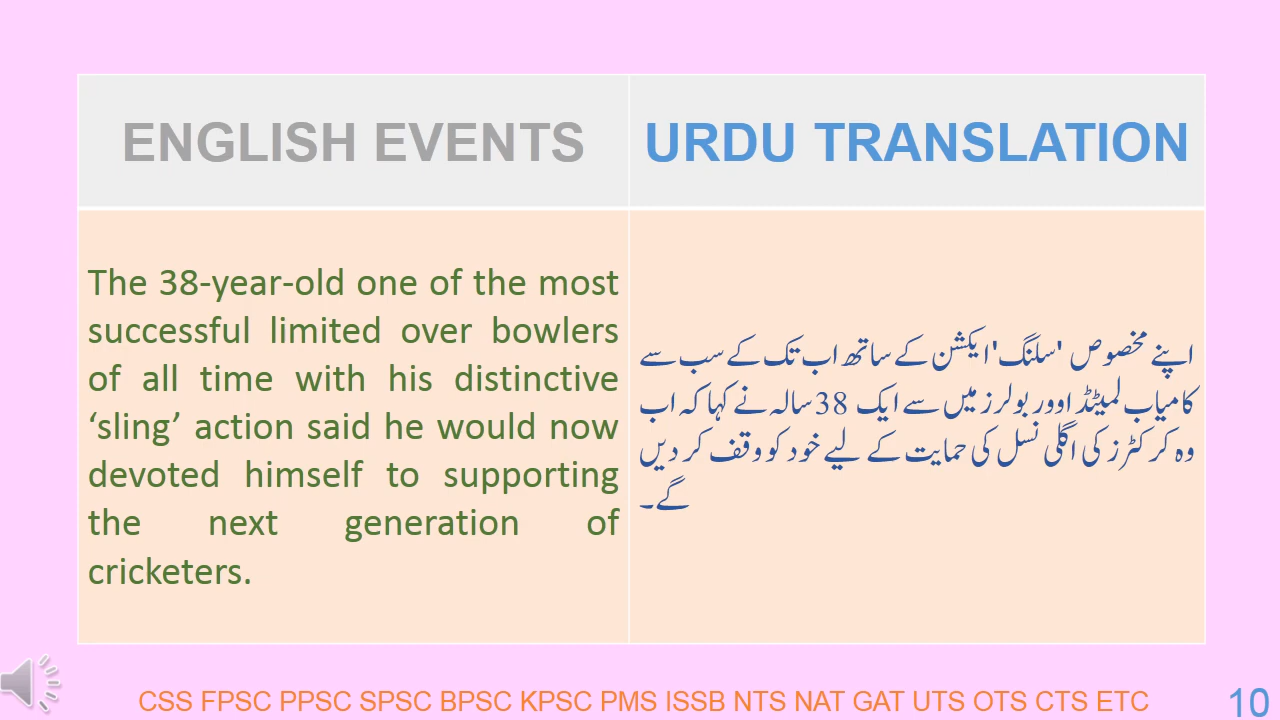 ENGLISH EVENTS
URDU TRANSLATION
The 38-year-old one of the most
successful limited over bowlers
of all time with his distinctive
‘sling’ action said he would now
devoted himself to supporting
the next generation of
cricketers.
اپنے مخصوص 'سلنگ' ایکشن کے ساتھ اب تک کے سب سے
کامیاب لمیٹڈ اوور بولرز میں سے ایک 38 سالہ نے کہا کہ اب
وہ کرکٹرز کی اگلی نسل کی حمایت کے لیے خود کو وقف کر دیں
گے۔
CSS FPSC PPSC SPSC BPSC KPSC PMS ISSB NTS NAT GAT UTS OTS CTS ETC
10